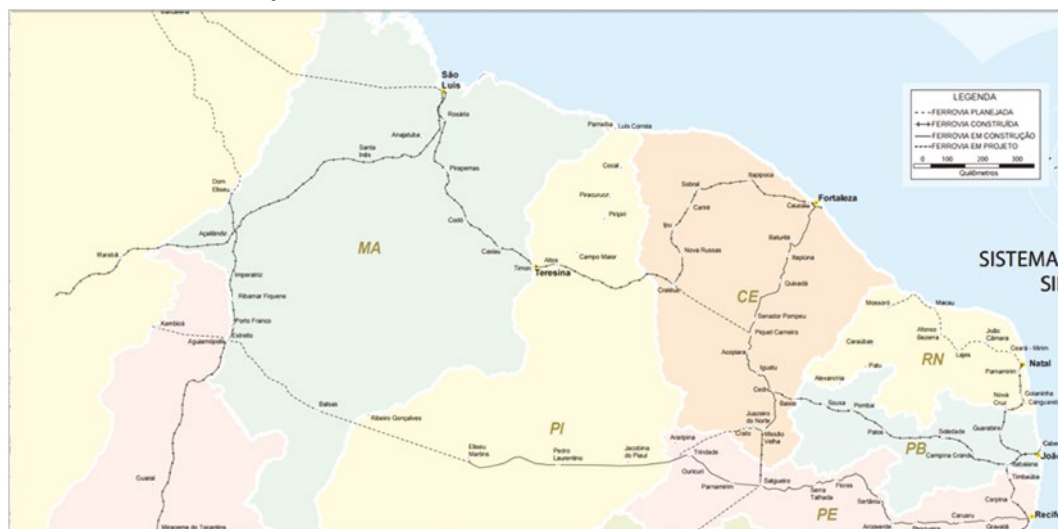 São
Luís
Rosário
Anajatuba
Santa
Inês
Pirapemas
Dom
Eliseu
Codó
Açailândia
Marabá
MA
Caxias
Timon
Teresina
Altos
Campo Maior
Parnaíba
Luís Correia
Cocal
Piracuruca
Piripiri
Imperatriz
Ribamar Fiquene
Porto Franco
Estreito
Aguiarnópolis
Xambioá
Balsas
Ribeiro Gonçalves
Guaraí
Miracema do Tocantins
PI
Eliseu
Martins
Pedro
Laurentino
Jacobina
do Piauí
Sobral
Itapipoca
Cariré
Caucaia
Fortaleza
Ipu
Nova Russas
Baturité
Itapiúna
Quixadá
Crateús
CE
Senador Pompeu
Piquet Carneiro
Acopiara
Iguatu
Cedro
Baixio
Juazeiro
do Norte
Crato
Missão
Velha
Araripina
Trindade
Ouricuri
Parnamirim
Salgueiro
Serra
Talhada
Flores
Sertânia
PE
Arcoverde
Caruaru
Gravatá
Carpina
Recife
Mossoró
Macau
Afonso
Bezerra
João
Câmara
Caraúbas
Lajes
Ceará - Mirim
Patu
RN
Natal
Alexandria
Parnamirim
Nova
Cruz
Goianinha
Sousa
Pombal
Patos
Soledade
Guarabira
PB
Campina Grande
Itabaiana
Timbaúba
João
LEGENDA
FERROVIA PLANEJADA
FERROVIA CONSTRUÍDA
FERROVIA EM CONSTRUÇÃO
FERROVIA EM PROJETO
0 100 200 300
Quilômetros
SISTEMA